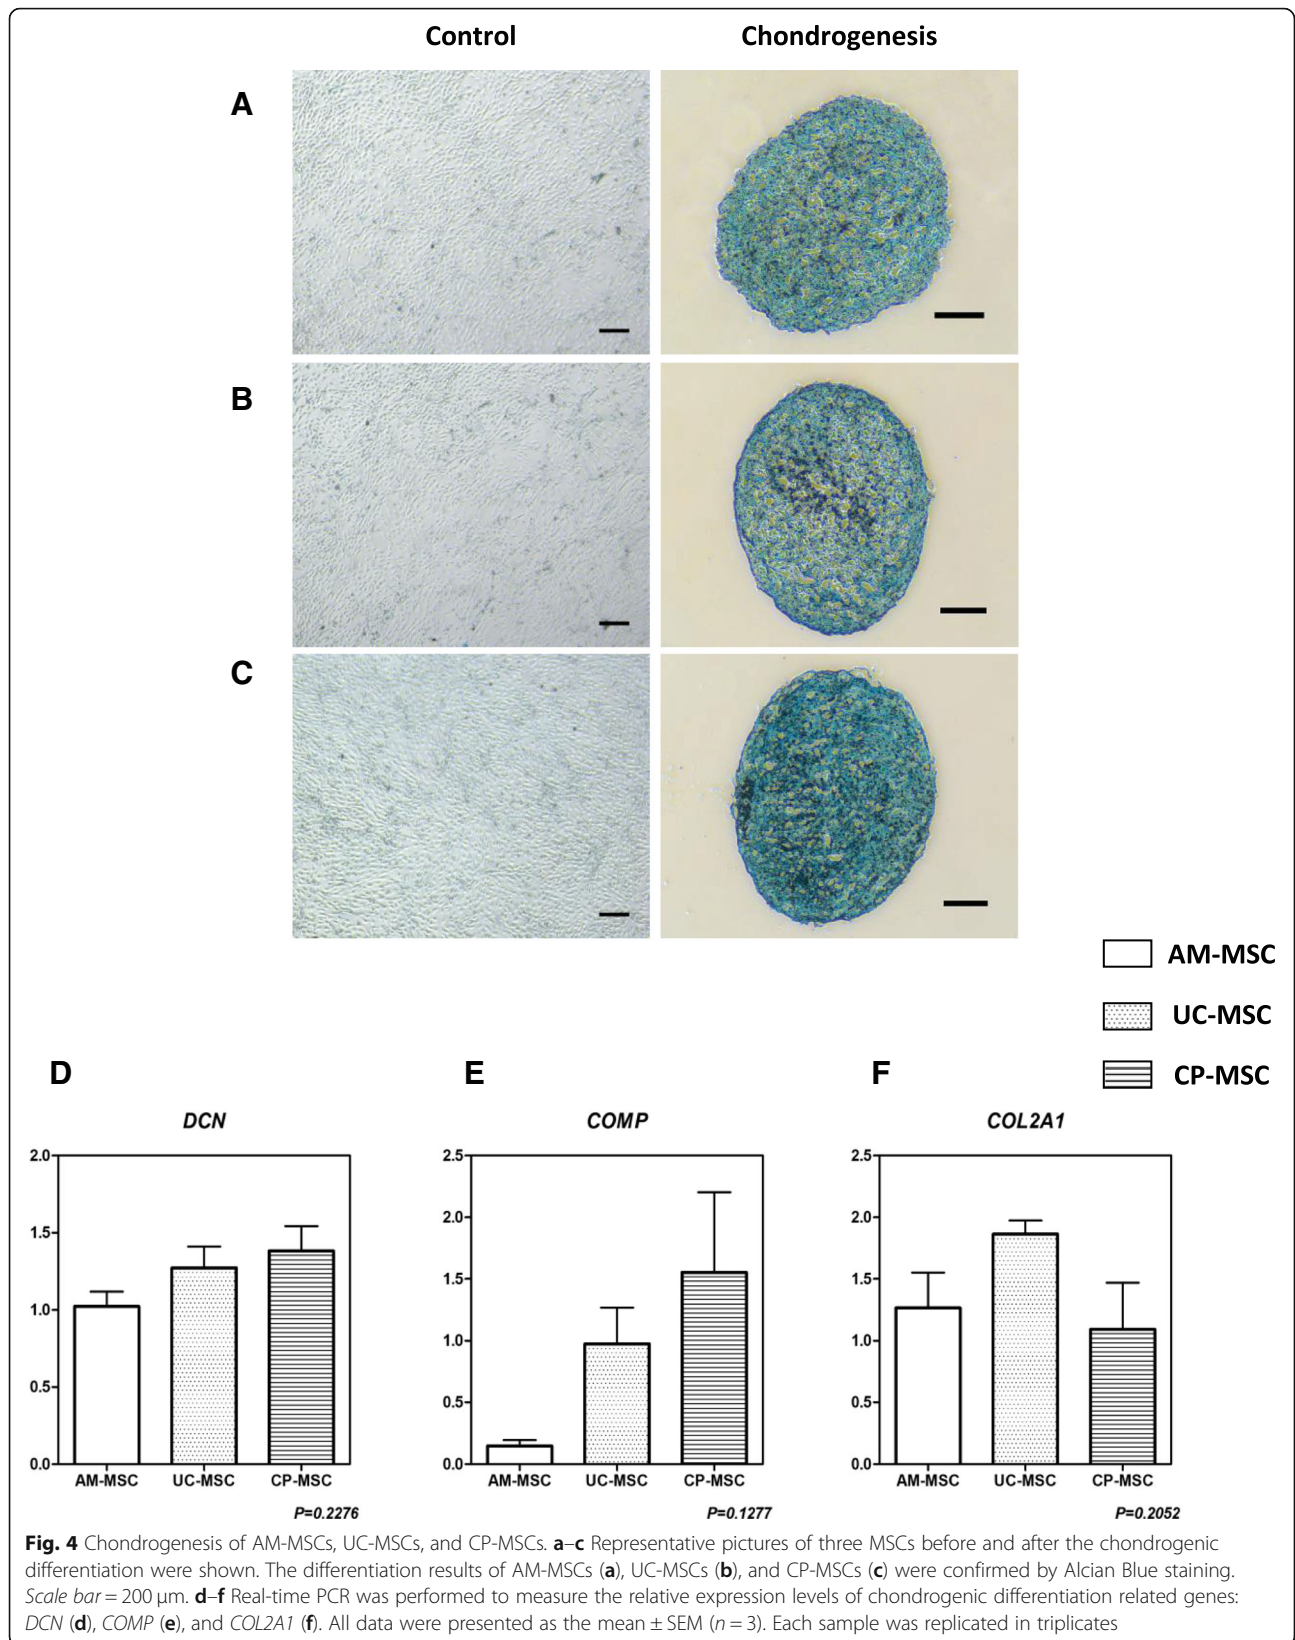 Control Chondrogenesis
A
B
C
AM-MSC
UC-MSC
CP-MSC
D E F
DCN COMP COL2A1
2.0
1.5
1.0
0.5
0.0
AM-MSC UC-MSC CP-MSC
P=0.2276
2.5
2.0
1.5
1.0
0.5
0.0
AM-MSC UC-MSC CP-MSC
P=0.1277
2.5
2.0
1.5
1.0
0.5
0.0
AM-MSC UC-MSC CP-MSC
P=0.2052
Fig. 4 Chondrogenesis of AM-MSCs, UC-MSCs, and CP-MSCs. a–c Representative pictures of three MSCs before and after the chondrogenic
differentiation were shown. The differentiation results of AM-MSCs (a), UC-MSCs (b), and CP-MSCs (c) were confirmed by Alcian Blue staining.
Scale bar = 200 μm. d–f Real-time PCR was performed to measure the relative expression levels of chondrogenic differentiation related genes:
DCN (d), COMP (e), and COL2A1 (f). All data were presented as the mean ± SEM (n = 3). Each sample was replicated in triplicates